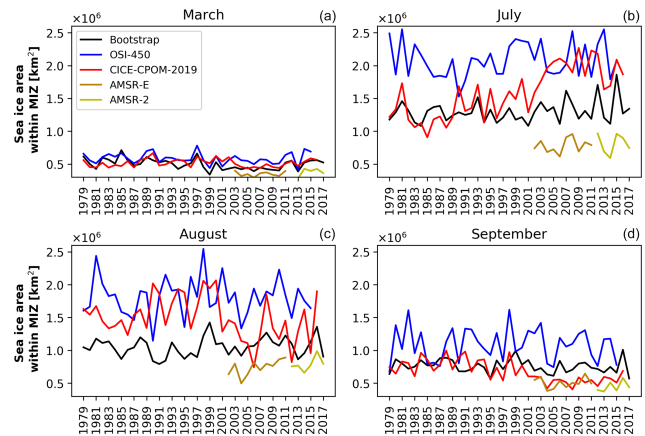 March
(a)
×10⁶
Sea ice area
within MIZ [km²]
2.5
2.0
1.5
1.0
0.5
Bootstrap
OSI-450
CICE-CPOM-2019
AMSR-E
AMSR-2
1979 1981 1983 1985 1987 1989 1991 1993 1995 1997 1999 2001 2003 2005 2007 2009 2011 2013 2015 2017
July
(b)
×10⁶
2.5
2.0
1.5
1.0
0.5
1979 1981 1983 1985 1987 1989 1991 1993 1995 1997 1999 2001 2003 2005 2007 2009 2011 2013 2015 2017
August
(c)
×10⁶
Sea ice area
within MIZ [km²]
2.5
2.0
1.5
1.0
0.5
1979 1981 1983 1985 1987 1989 1991 1993 1995 1997 1999 2001 2003 2005 2007 2009 2011 2013 2015 2017
September
(d)
×10⁶
2.5
2.0
1.5
1.0
0.5
1979 1981 1983 1985 1987 1989 1991 1993 1995 1997 1999 2001 2003 2005 2007 2009 2011 2013 2015 2017